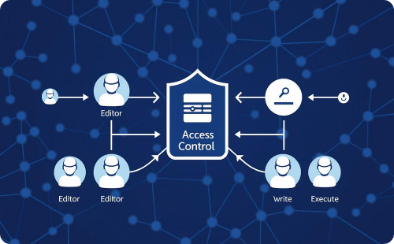 Editor
Access
Control
Editor
Editor
write
Execute